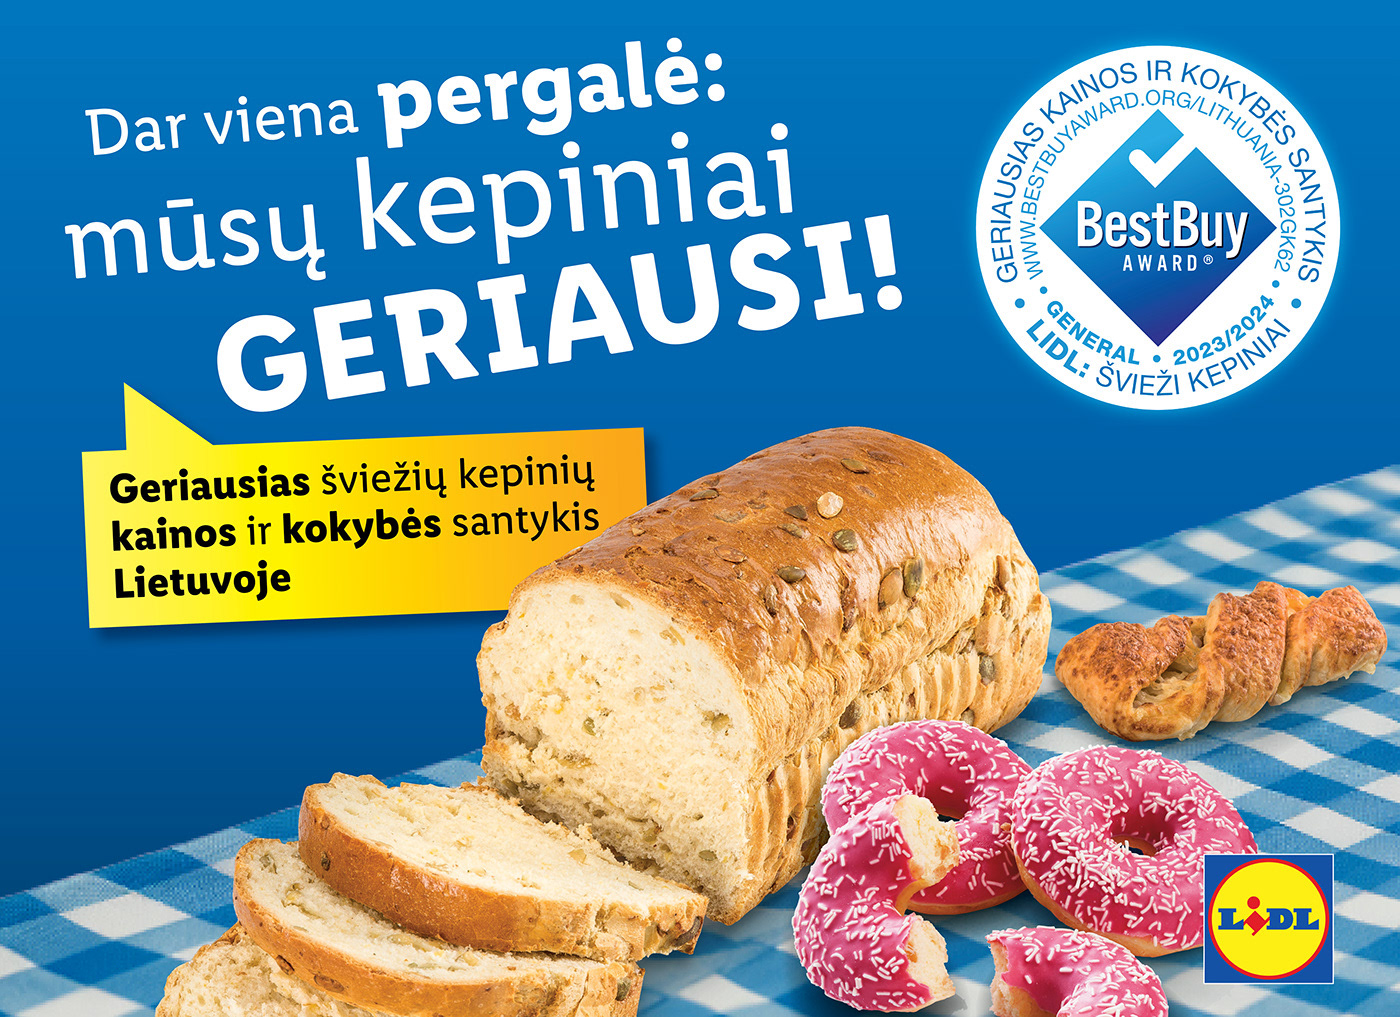 Dar viena pergalė:
mūsų kepiniai
GERIAUSI!
Geriausias šviežių kepinių
kainos ir kokybės santykis
Lietuvoje
GERIAUSIAS KAINOS IR KOKYBĖS SANTYKIS
WWW.BESTBUYAWARD.ORG/LITHUANIA-302GK62
BestBuy
AWARD®
• GENERAL • 2023/2024 •
• LIDL: ŠVIEŽI KEPINIAI •
LIDL